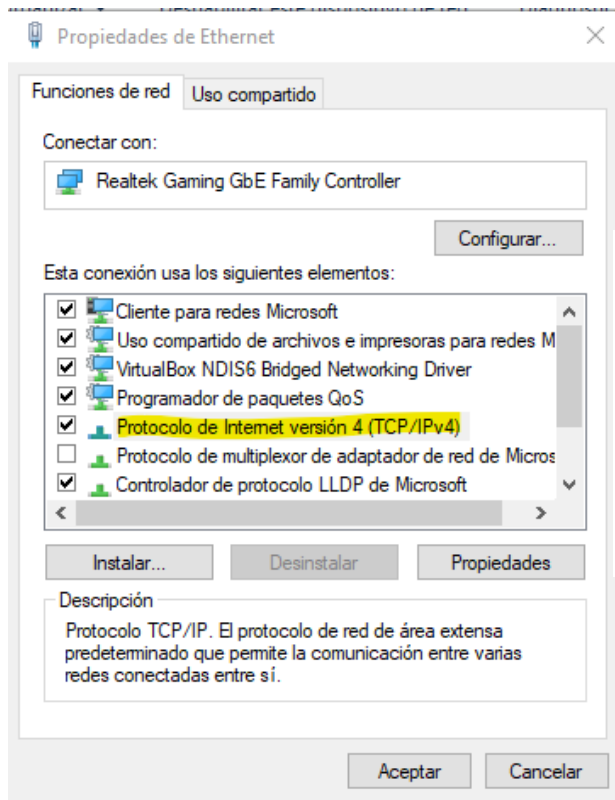 Propiedades de Ethernet
Funciones de red
Uso compartido
Conectar con:
Realtek Gaming GbE Family Controller
Configurar...
Esta conexión usa los siguientes elementos:
Cliente para redes Microsoft
Uso compartido de archivos e impresoras para redes M
VirtualBox NDIS6 Bridged Networking Driver
Programador de paquetes QoS
Protocolo de Internet versión 4 (TCP/IPv4)
Protocolo de multiplexor de adaptador de red de Micros
Controlador de protocolo LLDP de Microsoft
Instalar...
Desinstalar
Propiedades
Descripción
Protocolo TCP/IP. El protocolo de red de área extensa
predeterminado que permite la comunicación entre varias
redes conectadas entre sí.
Aceptar
Cancelar